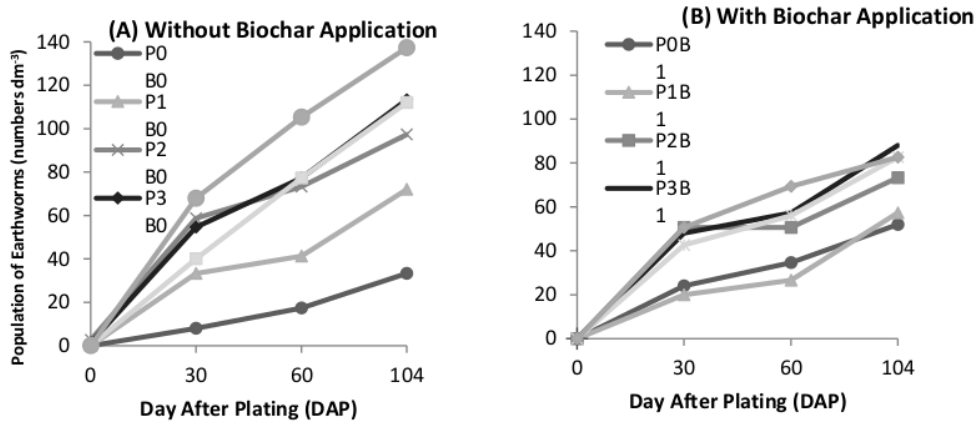 (A) Without Biochar Application
Population of Earthworms (numbers dm⁻³)
140
120
100
80
60
40
20
0
P0
B0
P1
B0
P2
B0
P3
B0
0
30
60
104
Day After Plating (DAP)
(B) With Biochar Application
140
120
100
80
60
40
20
0
P0B
1
P1B
1
P2B
1
P3B
1
0
30
60
104
Day After Plating (DAP)